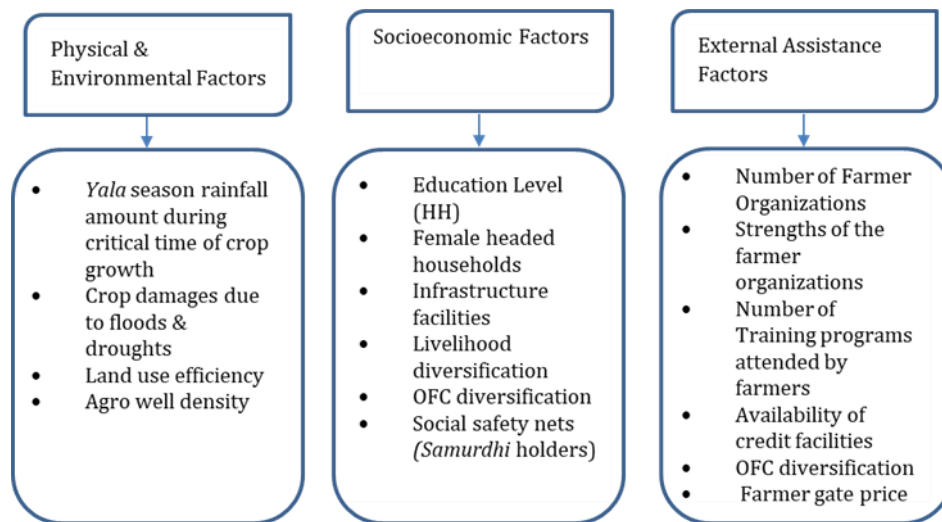 Physical &
Environmental Factors
Socioeconomic Factors
External Assistance
Factors
• Yala season rainfall
amount during
critical time of crop
growth
• Crop damages due
to floods &
droughts
• Land use efficiency
• Agro well density
• Education Level
(HH)
• Female headed
households
• Infrastructure
facilities
• Livelihood
diversification
• OFC diversification
• Social safety nets
(Samurdhi holders)
• Number of Farmer
Organizations
• Strengths of the
farmer
organizations
• Number of
Training programs
attended by
farmers
• Availability of
credit facilities
• OFC diversification
• Farmer gate price